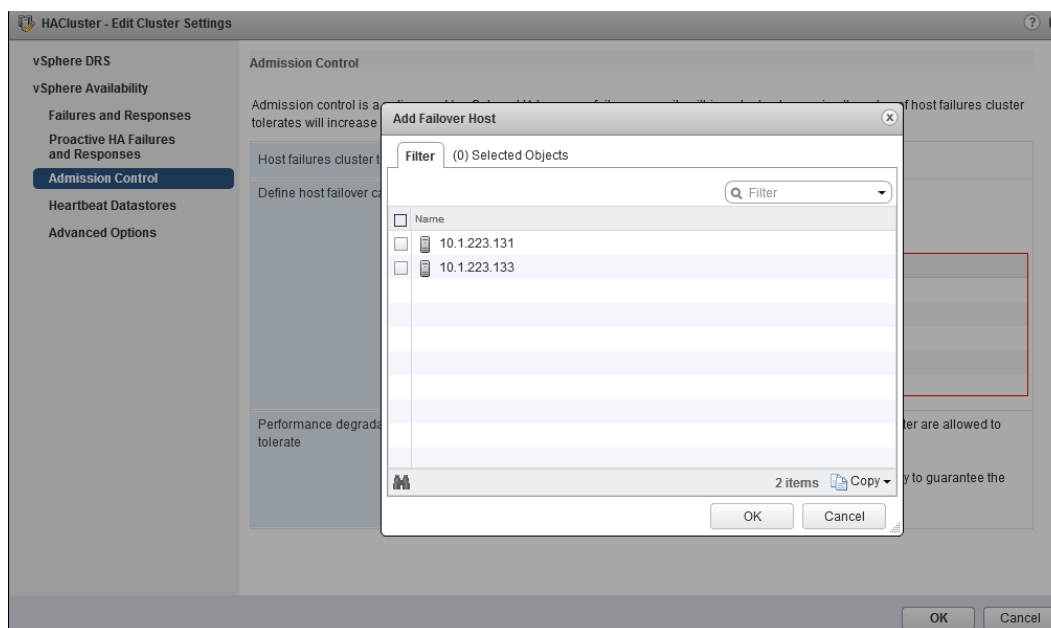 HACluster - Edit Cluster Settings
?
vSphere DRS
vSphere Availability
Failures and Responses
Proactive HA Failures
and Responses
Admission Control
Heartbeat Datastores
Advanced Options
Admission Control
Admission control is a
of host failures cluster
tolerates will increase
Host failures cluster t
Define host failover ca
Performance degrada
tolerate
ter are allowed to
y to guarantee the
Add Failover Host
Filter
(0) Selected Objects
Filter
Name
10.1.223.131
10.1.223.133
2 items
Copy
OK
Cancel
OK
Cancel